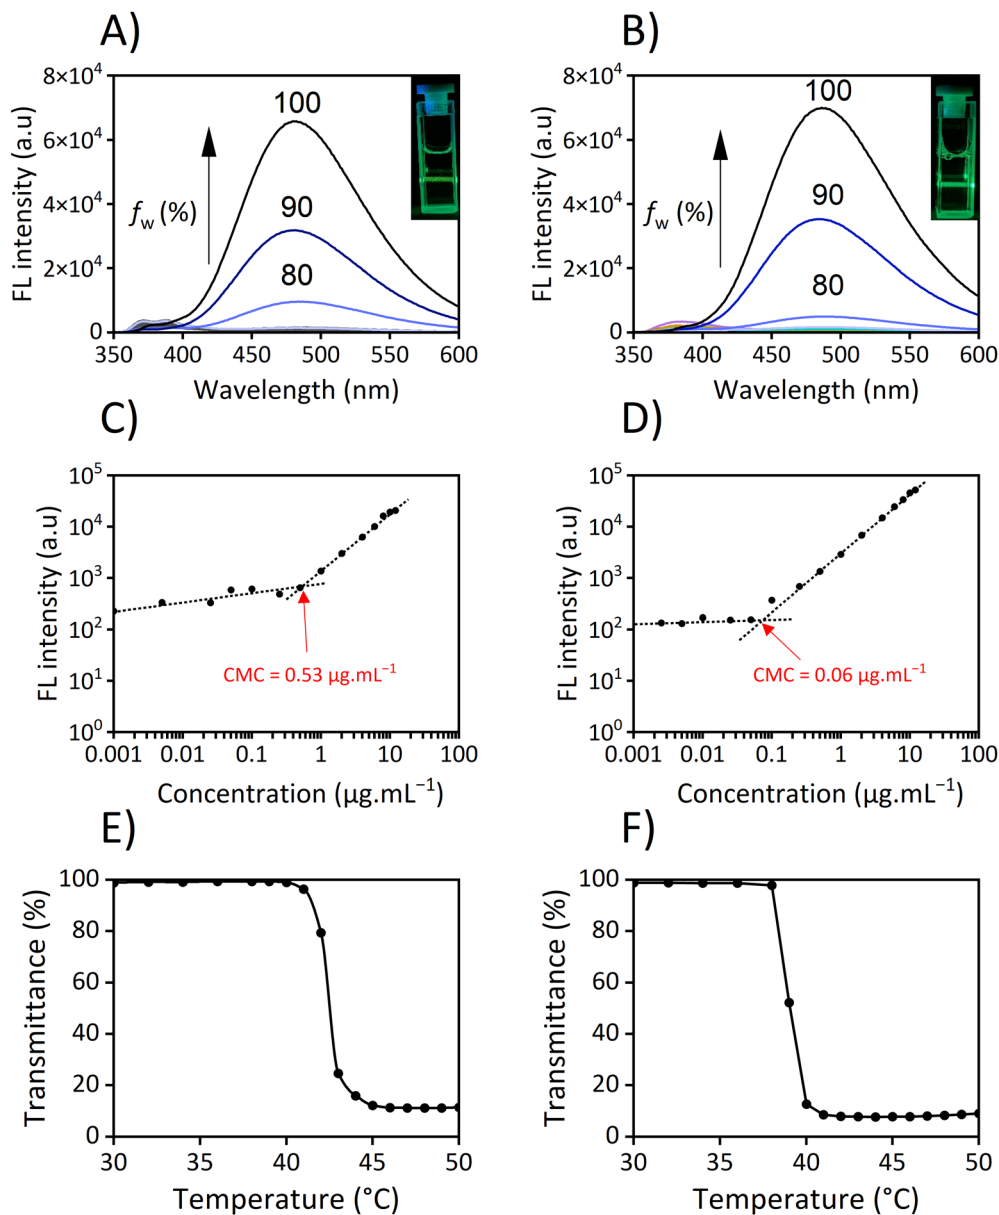 A)
8×10⁴
6×10⁴
4×10⁴
2×10⁴
0
FL intensity (a.u)
100
90
80
fw (%)
350 400 450 500 550 600
Wavelength (nm)
B)
8×10⁴
6×10⁴
4×10⁴
2×10⁴
0
FL intensity (a.u)
100
90
80
fw (%)
350 400 450 500 550 600
Wavelength (nm)
C)
10⁵
10⁴
10³
10²
10¹
10⁰
FL intensity (a.u)
CMC = 0.53 µg.mL⁻¹
0.001 0.01 0.1 1 10 100
Concentration (µg.mL⁻¹)
D)
10⁵
10⁴
10³
10²
10¹
10⁰
FL intensity (a.u)
CMC = 0.06 µg.mL⁻¹
0.001 0.01 0.1 1 10 100
Concentration (µg.mL⁻¹)
E)
100
80
60
40
20
0
Transmittance (%)
30 35 40 45 50
Temperature (°C)
F)
100
80
60
40
20
0
Transmittance (%)
30 35 40 45 50
Temperature (°C)